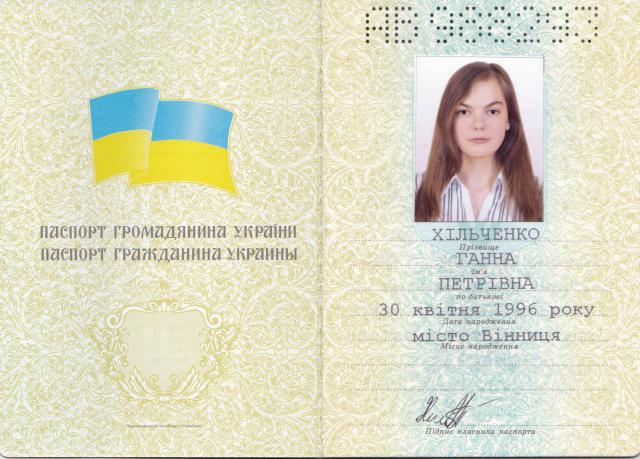 ПАСПОРТ ГРОМАДЯНИНА УКРАЇНИ
ПАСПОРТ ГРАЖДАНИНА УКРАИНЫ
АВ 988293
ХІЛЬЧЕНКО
Прізвище
ГАННА
Ім'я
ПЕТРІВНА
по батькові
30 квітня 1996 року
Дата народження
місто Вінниця
Місце народження
Підпис власника паспорта